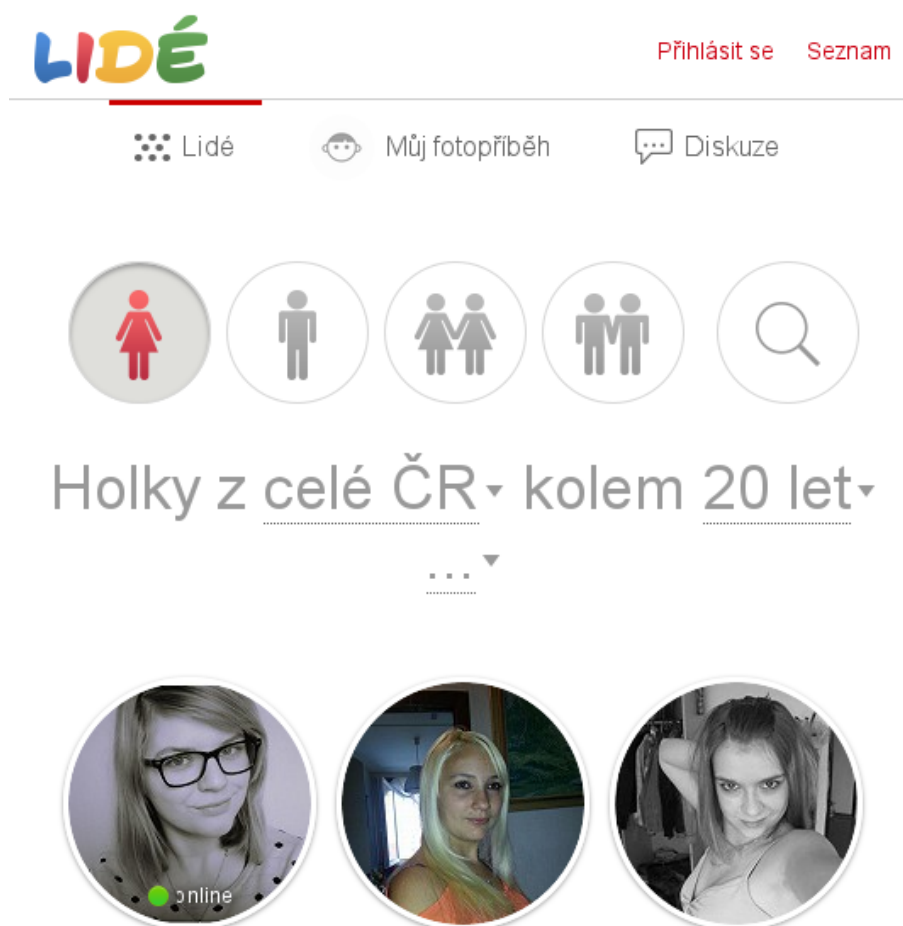 LIDÉ
Přihlásit se Seznam
Lidé Můj fotopříběh Diskuze
Holky z celé ČR kolem 20 let
...
online